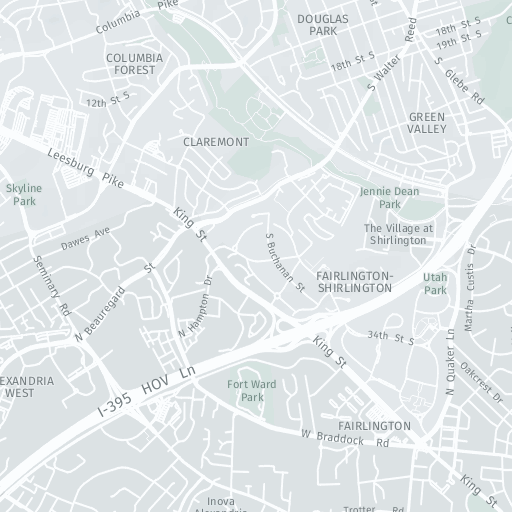 Columbia Pike
DOUGLAS
PARK
18th St S
19th St S
S Walter Reed
18th St S
S Glebe Rd
COLUMBIA
FOREST
12th St S
GREEN
VALLEY
CLAREMONT
Leesburg Pike
Skyline
Park
Jennie Dean
Park
King St
The Village at
Shirlington
Dawes Ave
S Buchanan St
Seminary Rd
FAIRLINGTON-
SHIRLINGTON
Utah
Park
Martha Custis Dr
N Beauregard St
N Hampton Dr
King St
34th St S
N Quaker Ln
Oakcrest Dr
EXANDRIA
WEST
I-395 HOV Ln
Fort Ward
Park
FAIRLINGTON
W Braddock Rd
King St
Inova
Alexandria
Trotter Rd